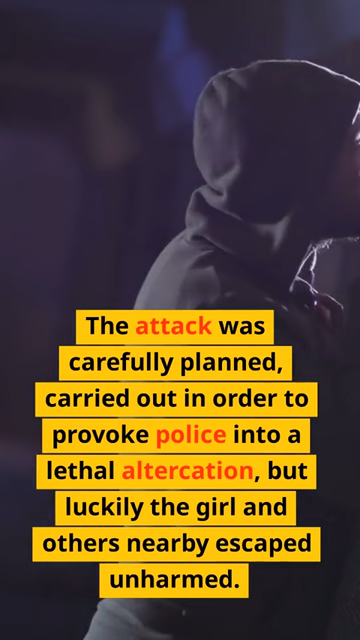 The attack was
carefully planned,
carried out in order to
provoke police into a
lethal altercation, but
luckily the girl and
others nearby escaped
unharmed.